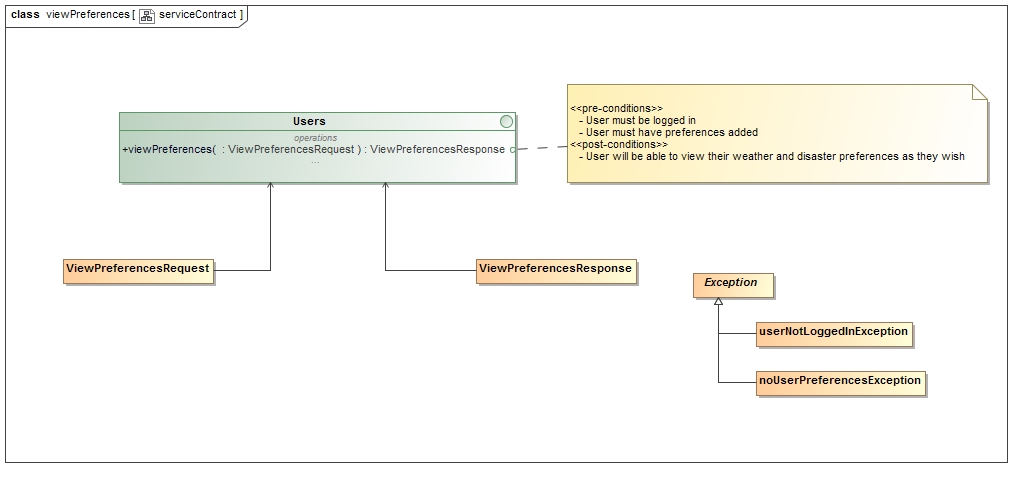 class viewPreferences [ serviceContract ]
Users
operations
+viewPreferences( : ViewPreferencesRequest ) : ViewPreferencesResponse
...
<<pre-conditions>>
- User must be logged in
- User must have preferences added
<<post-conditions>>
- User will be able to view their weather and disaster preferences as they wish
ViewPreferencesRequest
ViewPreferencesResponse
Exception
userNotLoggedInException
noUserPreferencesException